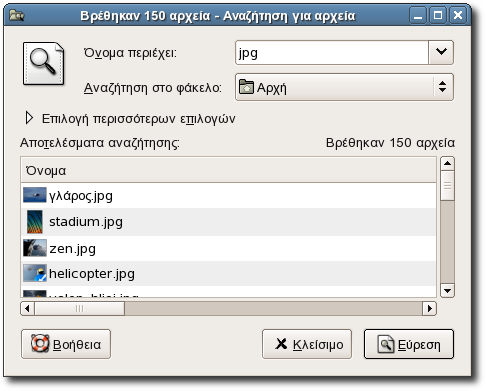 Βρέθηκαν 150 αρχεία - Αναζήτηση για αρχεία
Όνομα περιέχει:
jpg
Αναζήτηση στο φάκελο:
Αρχή
Επιλογή περισσότερων επιλογών
Αποτελέσματα αναζήτησης:
Βρέθηκαν 150 αρχεία
Όνομα
γλάρος.jpg
stadium.jpg
zen.jpg
helicopter.jpg
Βοήθεια
Κλείσιμο
Εύρεση